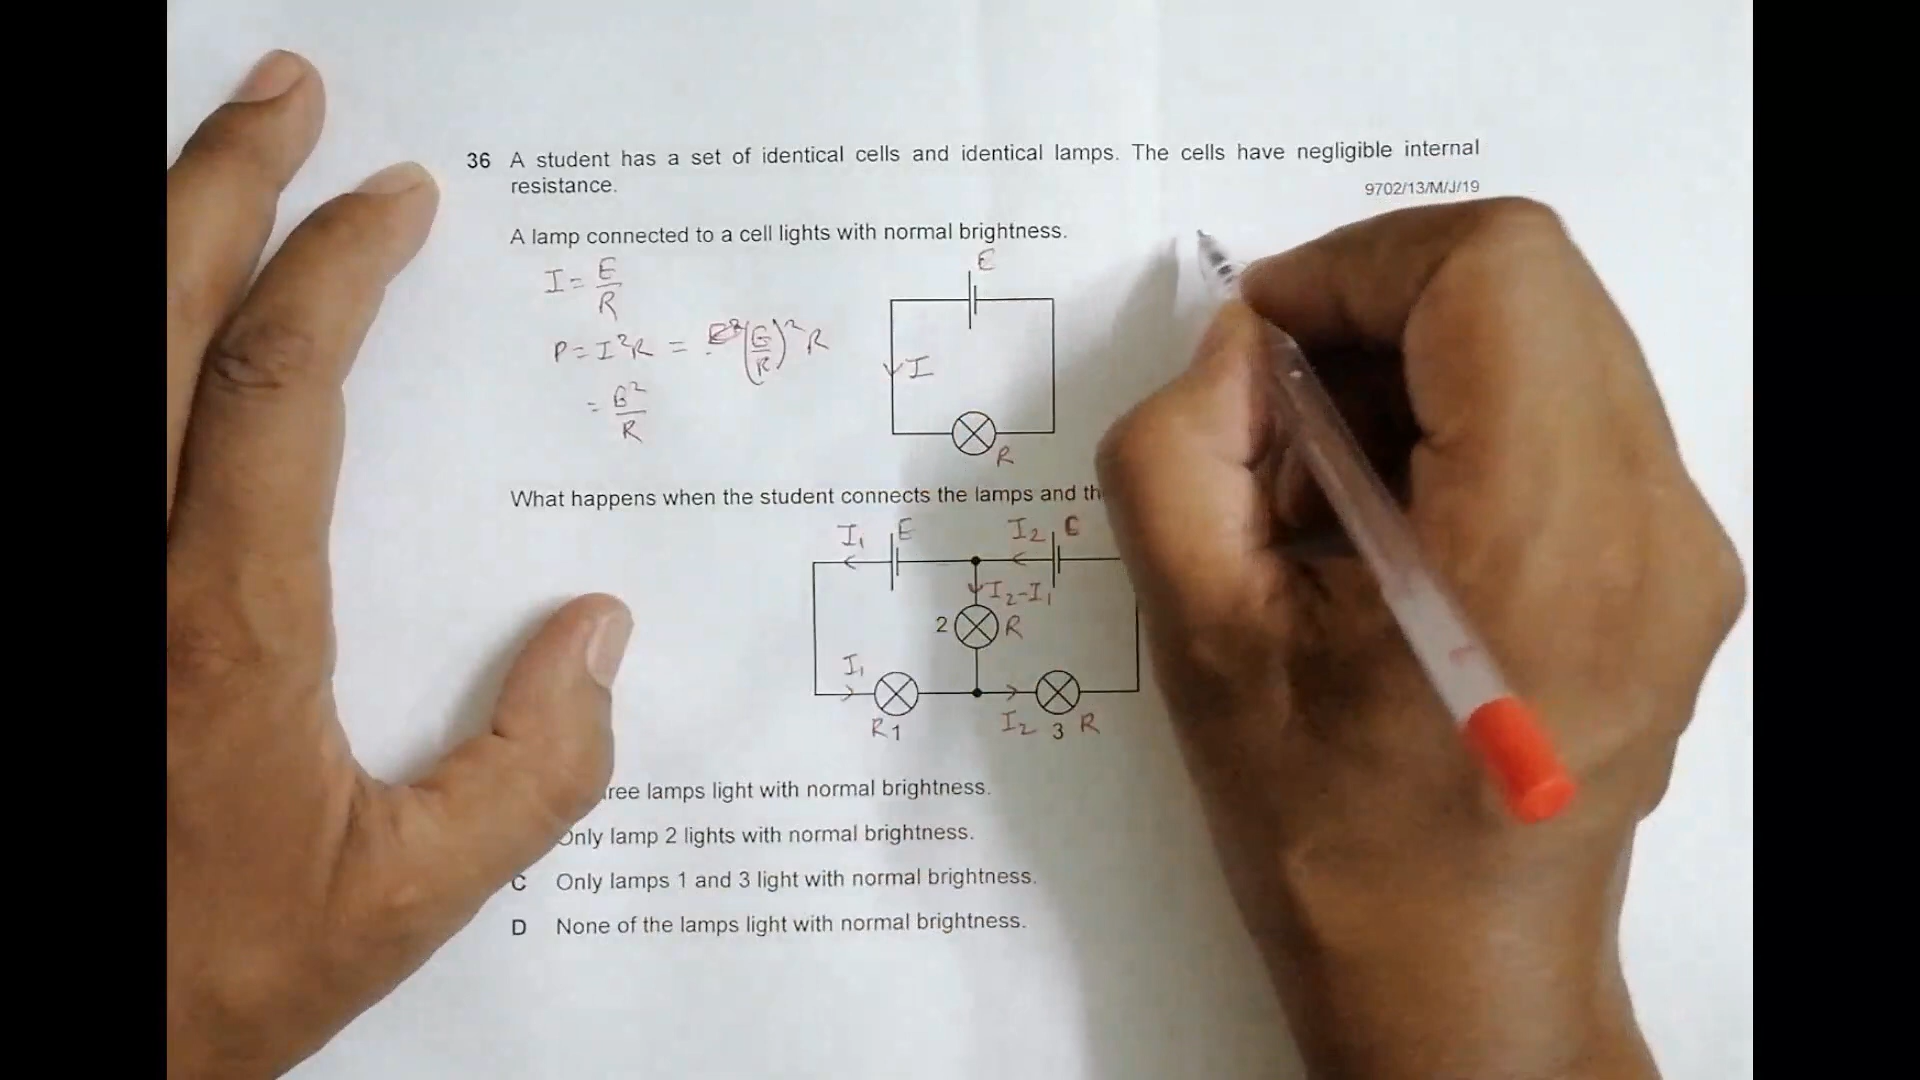 36 A student has a set of identical cells and identical lamps. The cells have negligible internal
resistance.
9702/13/M/J/19
A lamp connected to a cell lights with normal brightness.
I = E/R
E
P = I²R = (E/R)² R
I
= E²/R
R
What happens when the student connects the lamps and th
I₁ E I₂ E
I₂-I₁
2 R
I₁
R 1 I₂ 3 R
ree lamps light with normal brightness.
Only lamp 2 lights with normal brightness.
C Only lamps 1 and 3 light with normal brightness.
D None of the lamps light with normal brightness.